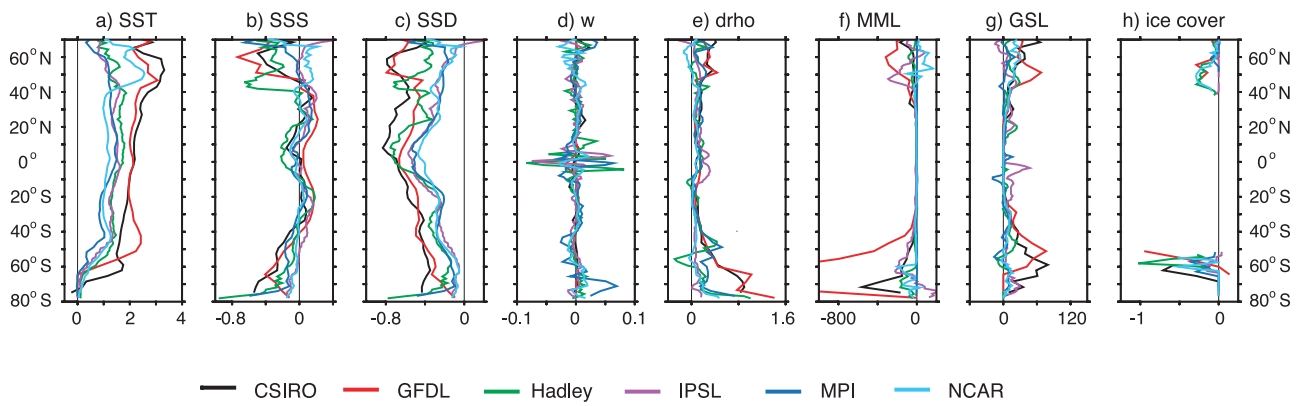 a) SST b) SSS c) SSD d) w e) drho f) MML g) GSL h) ice cover
60° N 60° N
40° N 40° N
20° N 20° N
0° 0°
20° S 20° S
40° S 40° S
60° S 60° S
80° S 80° S
0 2 4 -0.8 0 -0.8 0 -0.1 0 0.1 0 1.6 -800 0 0 120 -1 0
CSIRO GFDL Hadley IPSL MPI NCAR